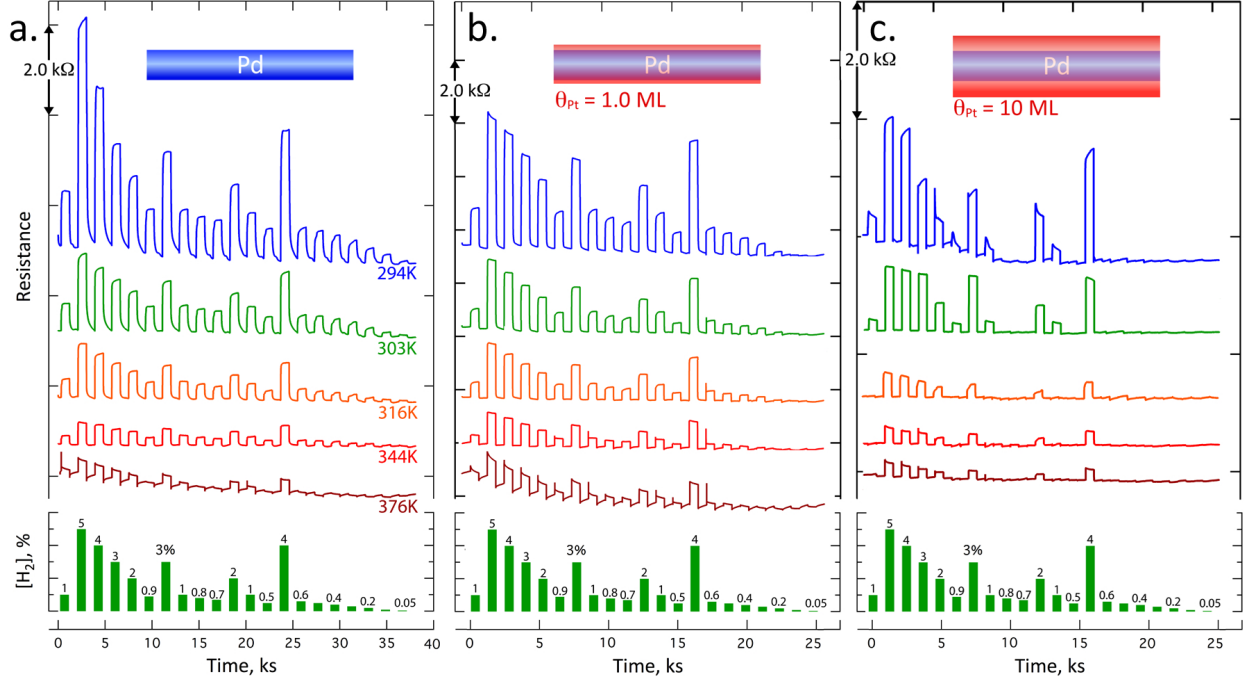 a.
2.0 kΩ
Pd
Resistance
294K
303K
316K
344K
376K
[H₂], %
1
5
4
3
2
0.9
3%
1
0.8
0.7
2
1
0.5
4
0.6
0.4
0.2
0.05
0 5 10 15 20 25 30 35 40
Time, ks
b.
2.0 kΩ
Pd
θPt = 1.0 ML
1
5
4
3
2
0.9
3%
1
0.8
0.7
2
1
0.5
4
0.6
0.4
0.2
0.05
0 5 10 15 20 25
Time, ks
c.
0 5 10 15 20 25
2.0 kΩ
Pd
θPt = 10 ML
1
5
4
3
2
0.9
3%
1
0.8
0.7
2
1
0.5
4
0.6
0.4
0.2
0.05
0 5 10 15 20 25
Time, ks